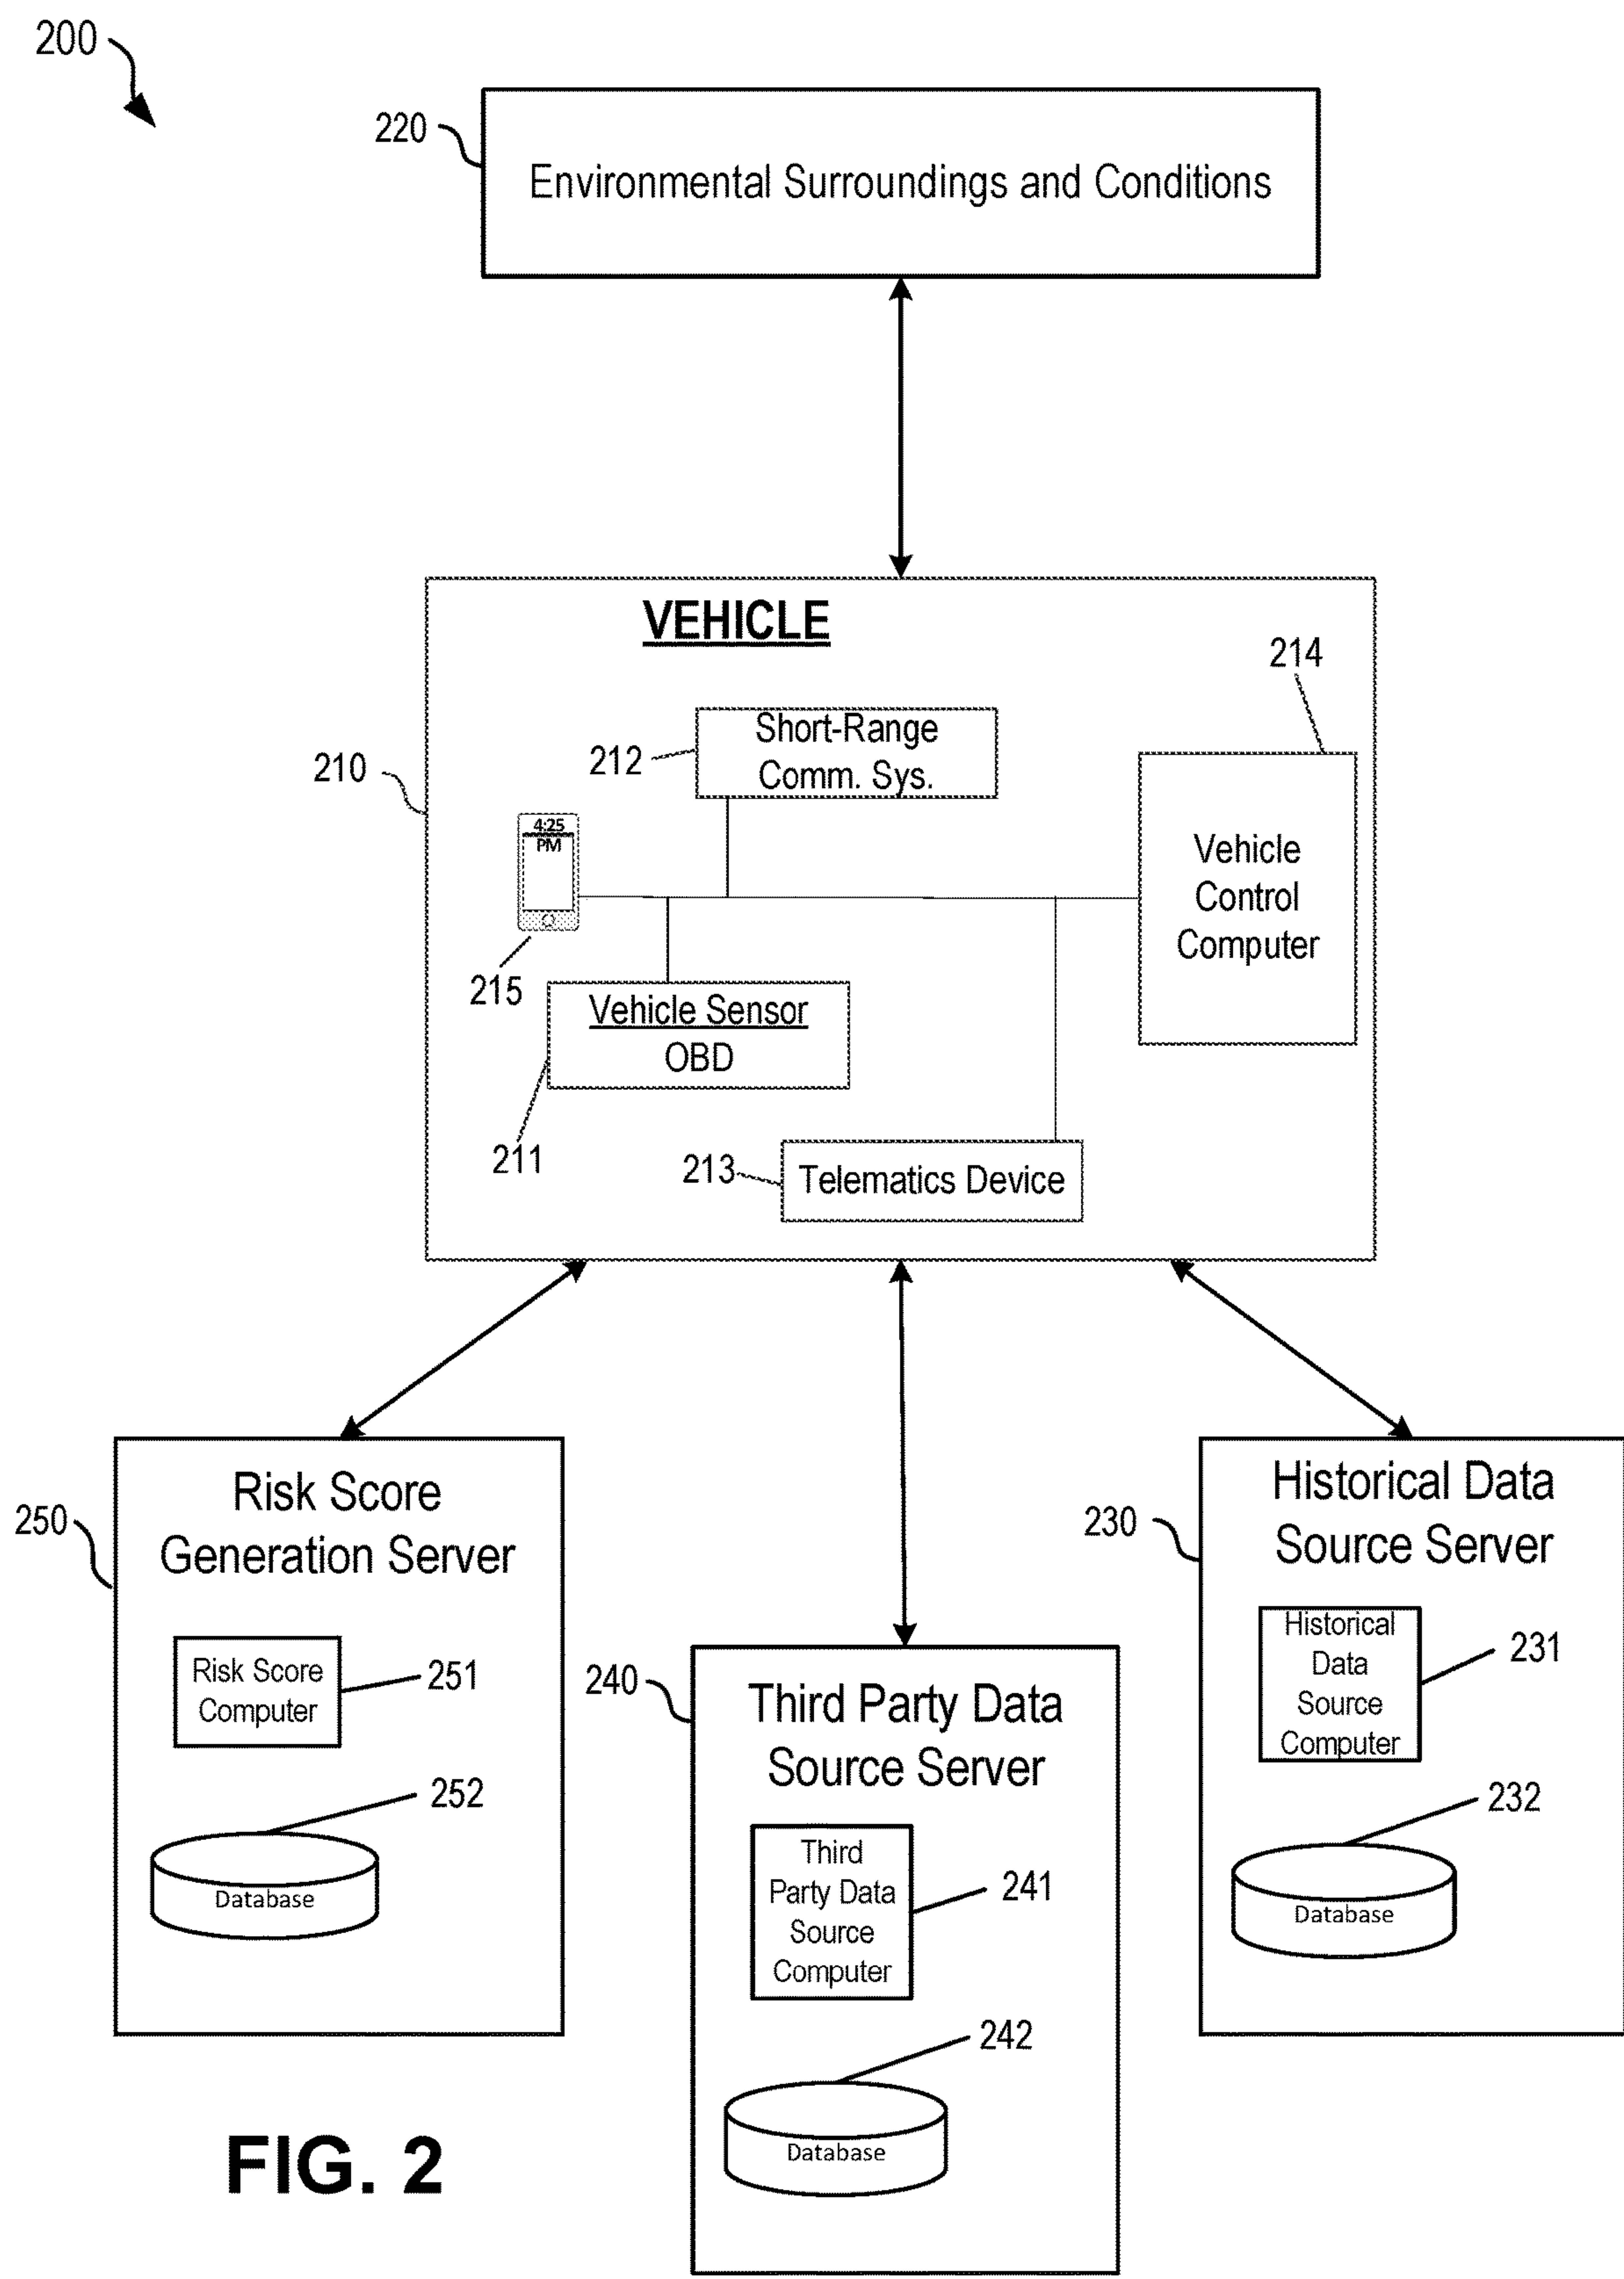 200
220
Environmental Surroundings and Conditions
VEHICLE
214
212
Short-Range
Comm. Sys.
210
4:25
PM
Vehicle
Control
Computer
215
Vehicle Sensor
OBD
211
213
Telematics Device
250
Risk Score
Generation Server
Risk Score
Computer
251
252
Database
240
Third Party Data
Source Server
Third
Party Data
Source
Computer
241
242
Database
230
Historical Data
Source Server
Historical
Data
Source
Computer
231
232
Database
FIG. 2